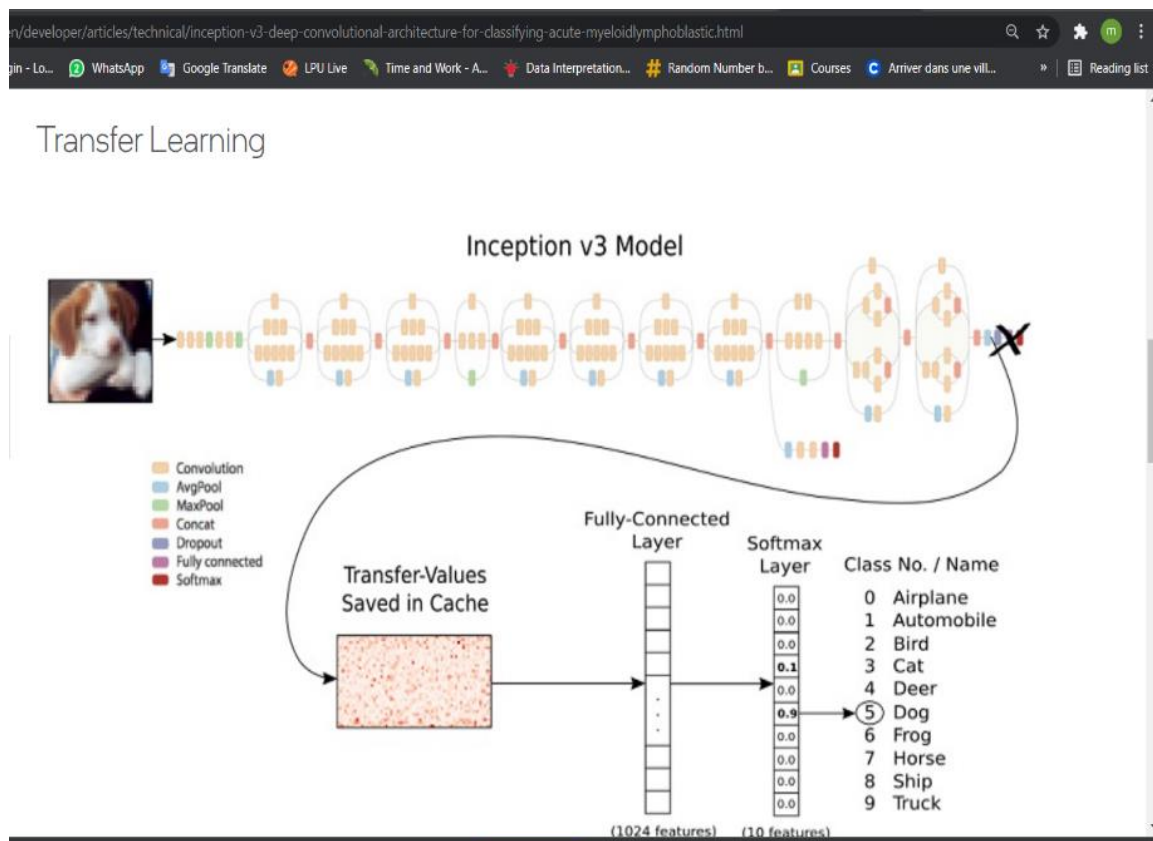 en/developer/articles/technical/inception-v3-deep-convolutional-architecture-for-classifying-acute-myeloidlymphoblastic.html
m
gin - Lo... WhatsApp Google Translate LPU Live Time and Work - A... Data Interpretation... Random Number b... Courses Arriver dans une vill... » Reading list
Transfer Learning
Inception v3 Model
Convolution
AvgPool
MaxPool
Concat
Dropout
Fully connected
Softmax
Transfer-Values
Saved in Cache
Fully-Connected
Layer
(1024 features)
Softmax
Layer
0.0
0.0
0.0
0.1
0.0
0.9
0.0
0.0
0.0
0.0
(10 features)
Class No. / Name
0 Airplane
1 Automobile
2 Bird
3 Cat
4 Deer
5 Dog
6 Frog
7 Horse
8 Ship
9 Truck